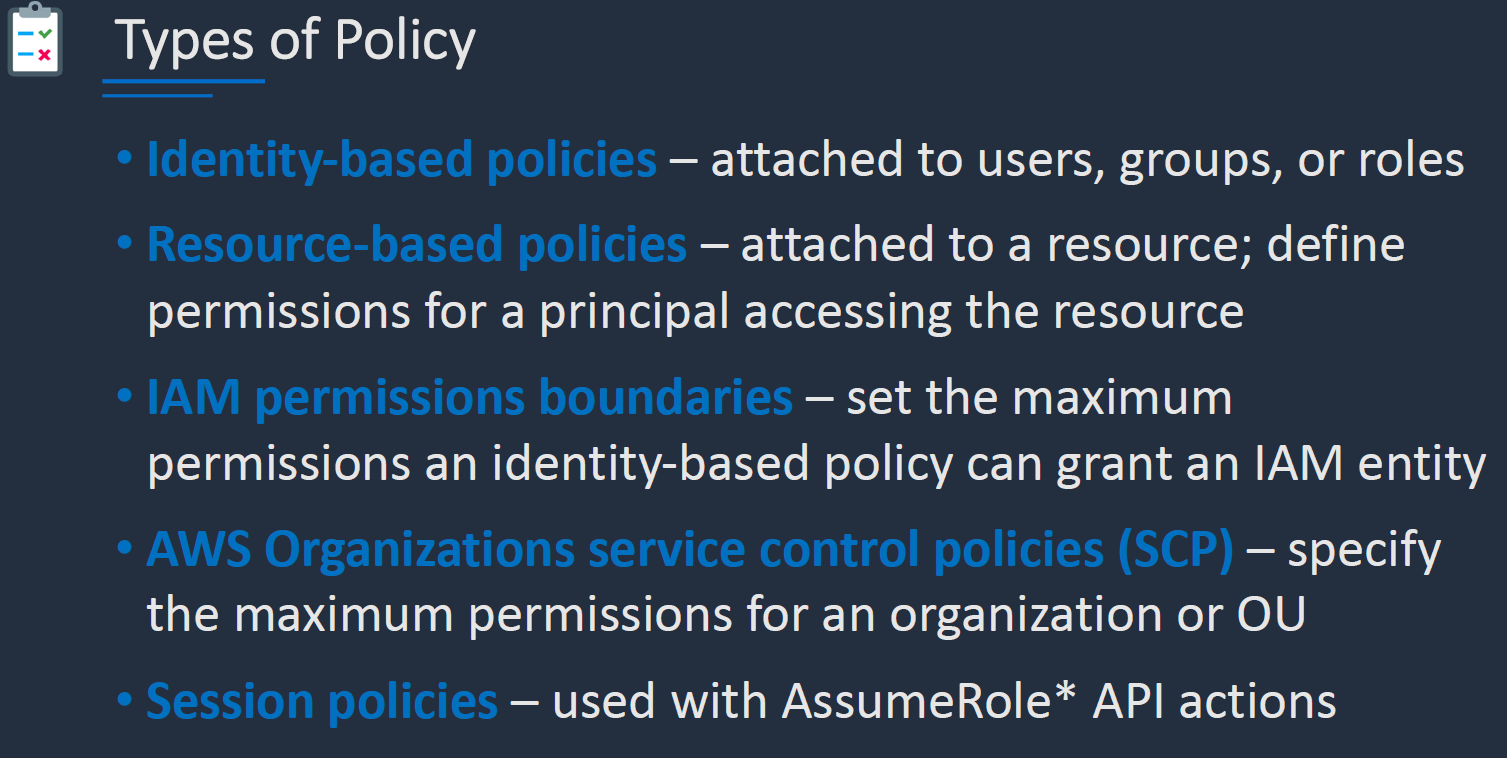 Types of Policy
• Identity-based policies – attached to users, groups, or roles
• Resource-based policies – attached to a resource; define
permissions for a principal accessing the resource
• IAM permissions boundaries – set the maximum
permissions an identity-based policy can grant an IAM entity
• AWS Organizations service control policies (SCP) – specify
the maximum permissions for an organization or OU
• Session policies – used with AssumeRole* API actions